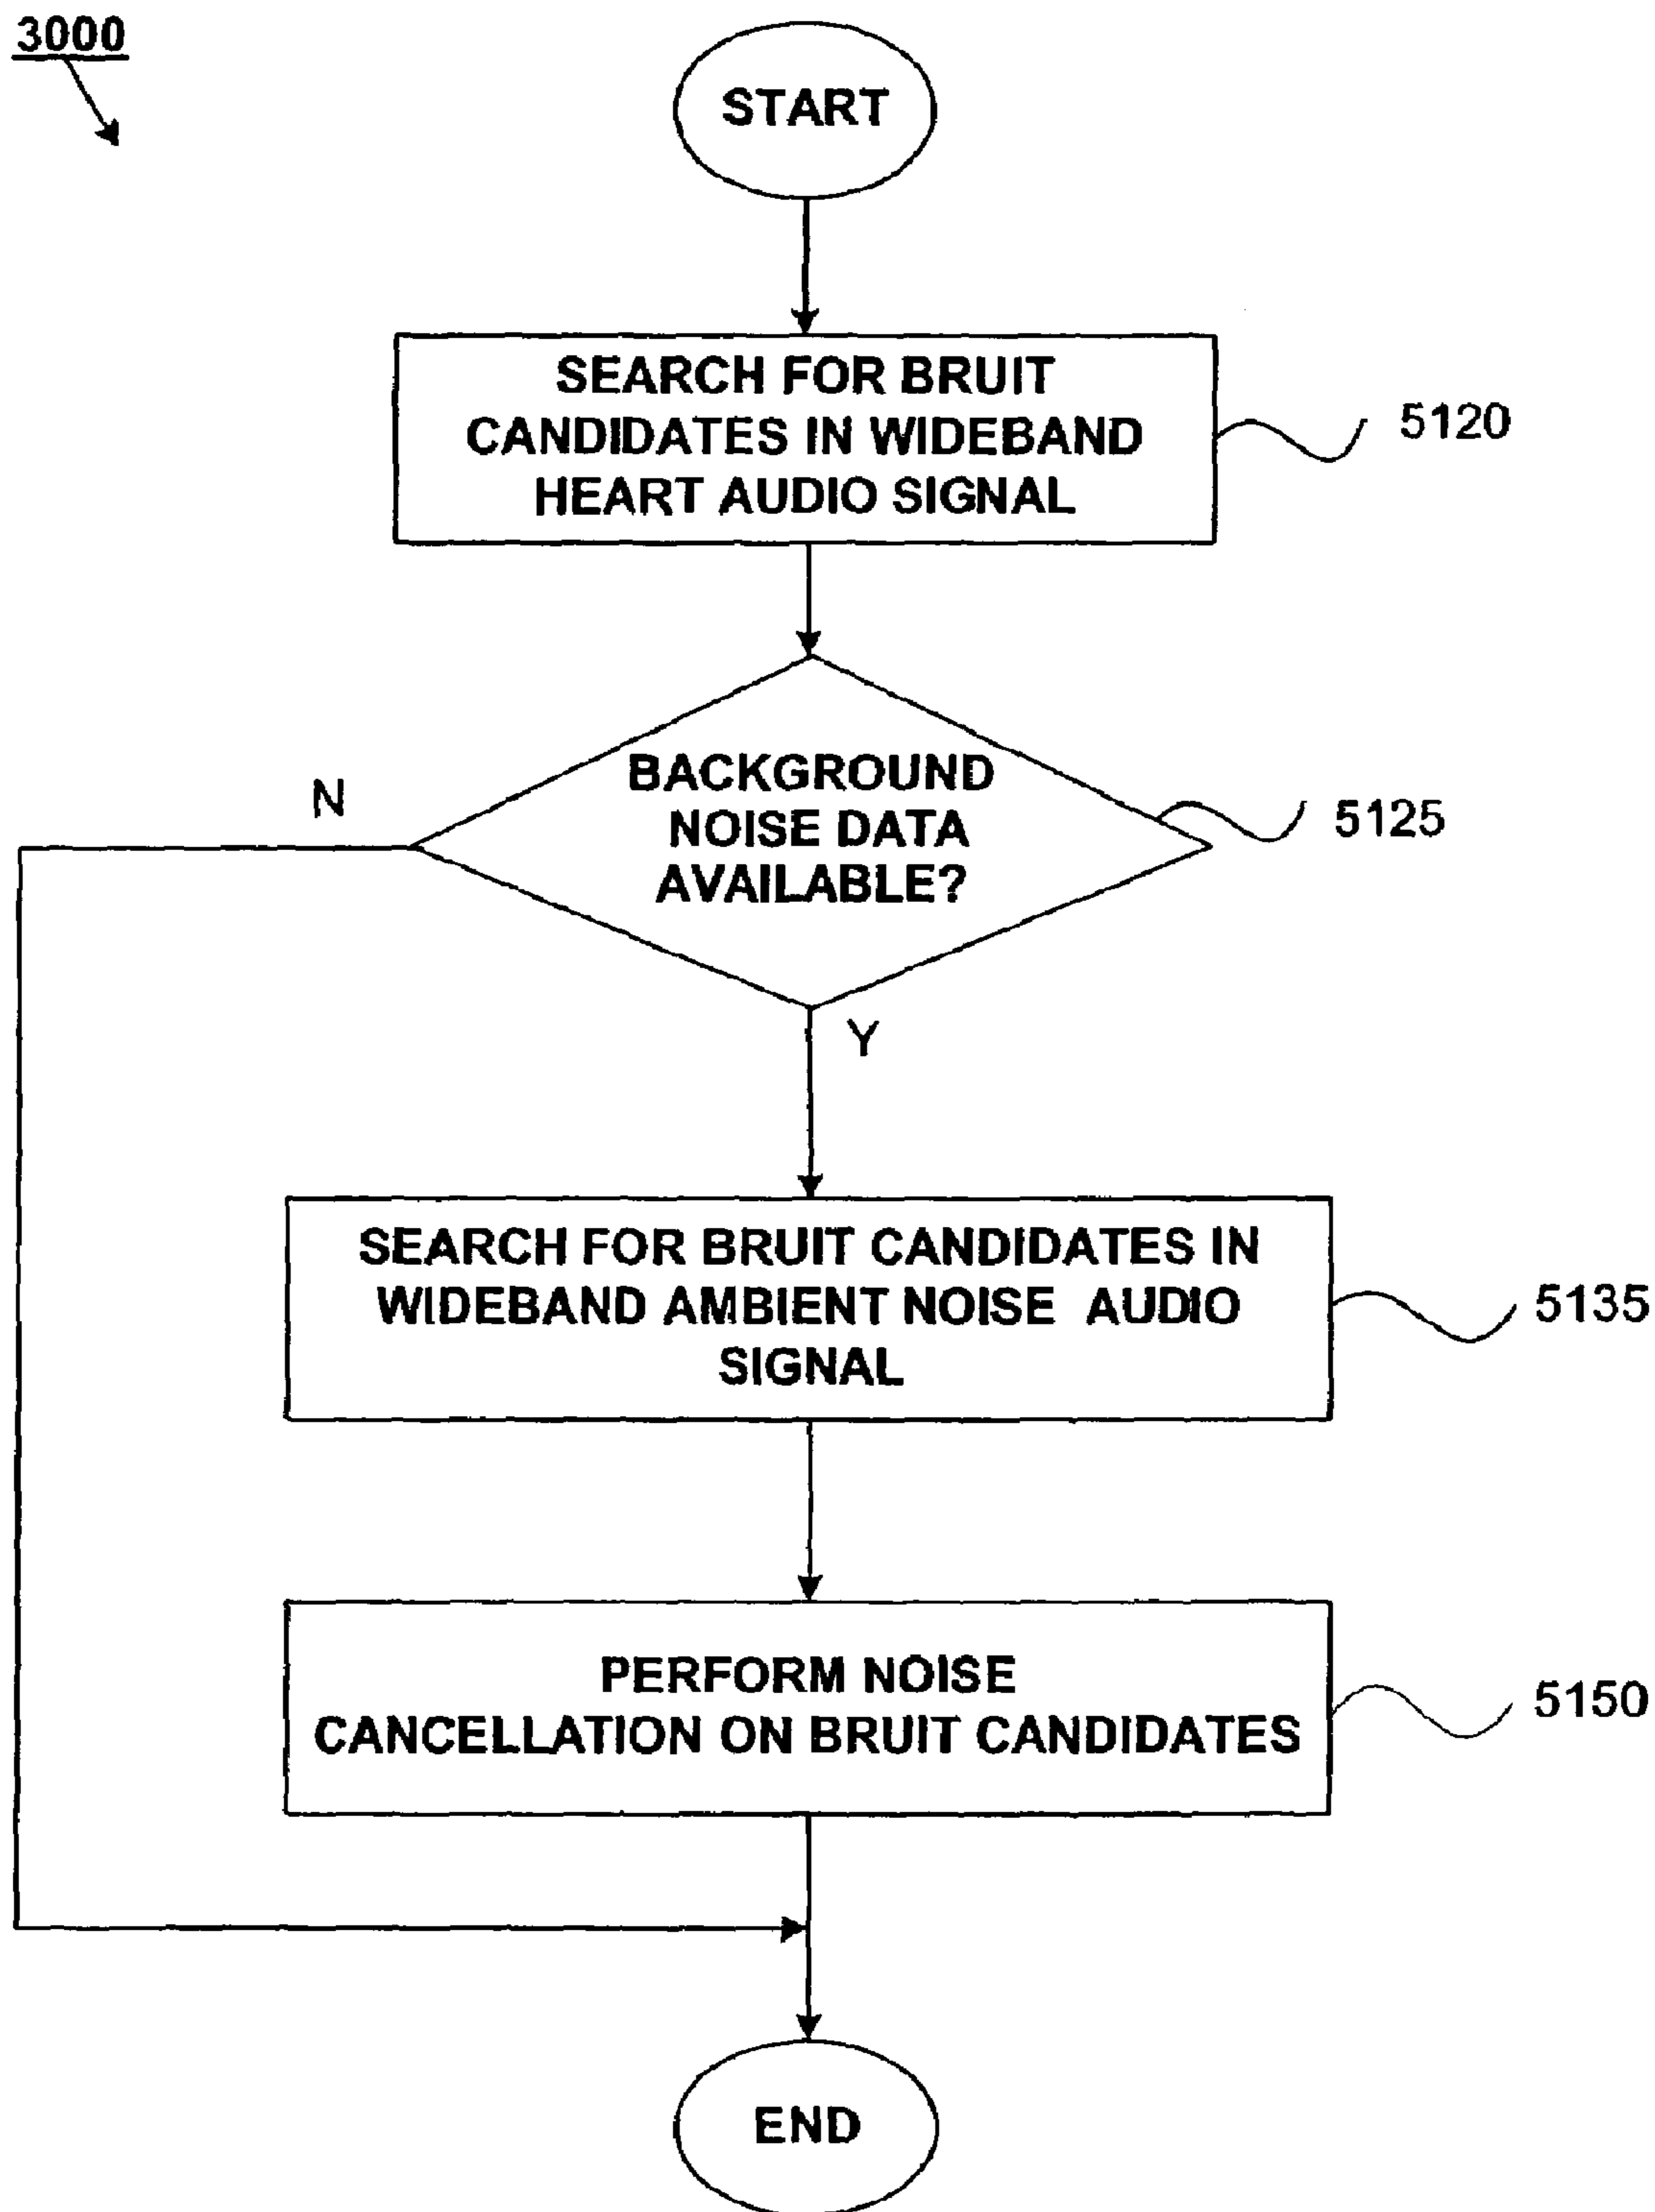 3000
START
SEARCH FOR BRUIT
CANDIDATES IN WIDEBAND
HEART AUDIO SIGNAL
5120
BACKGROUND
NOISE DATA
AVAILABLE?
5125
N
Y
SEARCH FOR BRUIT CANDIDATES IN
WIDEBAND AMBIENT NOISE AUDIO
SIGNAL
5135
PERFORM NOISE
CANCELLATION ON BRUIT CANDIDATES
5150
END